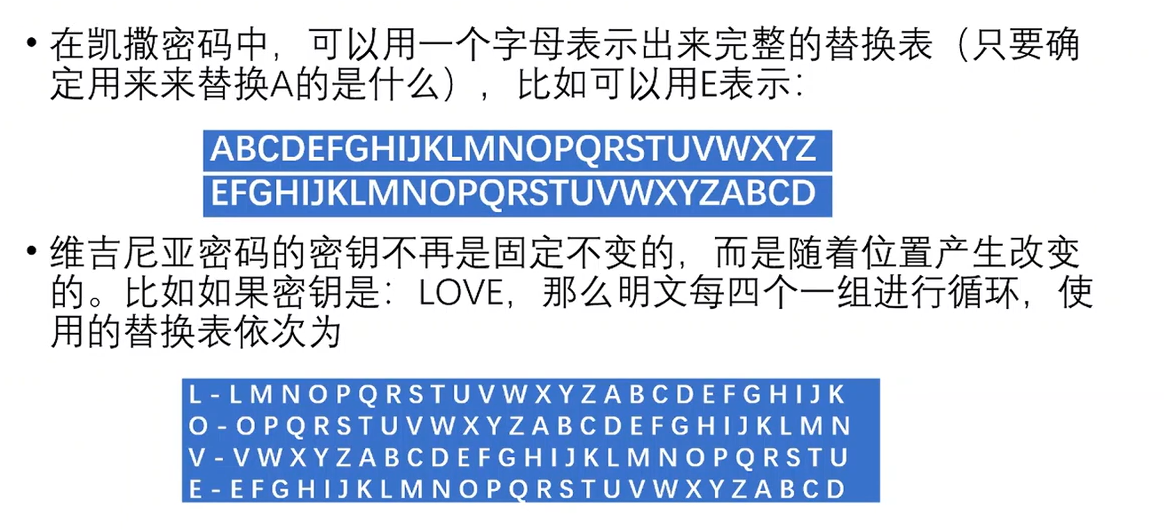 • 在凯撒密码中，可以用一个字母表示出来完整的替换表（只要确
定用来来替换A的是什么），比如可以用E表示：
ABCDEFGHIJKLMNOPQRSTUVWXYZ
EFGHIJKLMNOPQRSTUVWXYZABCD
• 维吉尼亚密码的密钥不再是固定不变的，而是随着位置产生改变
的。比如如果密钥是：LOVE，那么明文每四个一组进行循环，使
用的替换表依次为
L - L M N O P Q R S T U V W X Y Z A B C D E F G H I J K
O - O P Q R S T U V W X Y Z A B C D E F G H I J K L M N
V - V W X Y Z A B C D E F G H I J K L M N O P Q R S T U
E - E F G H I J K L M N O P Q R S T U V W X Y Z A B C D